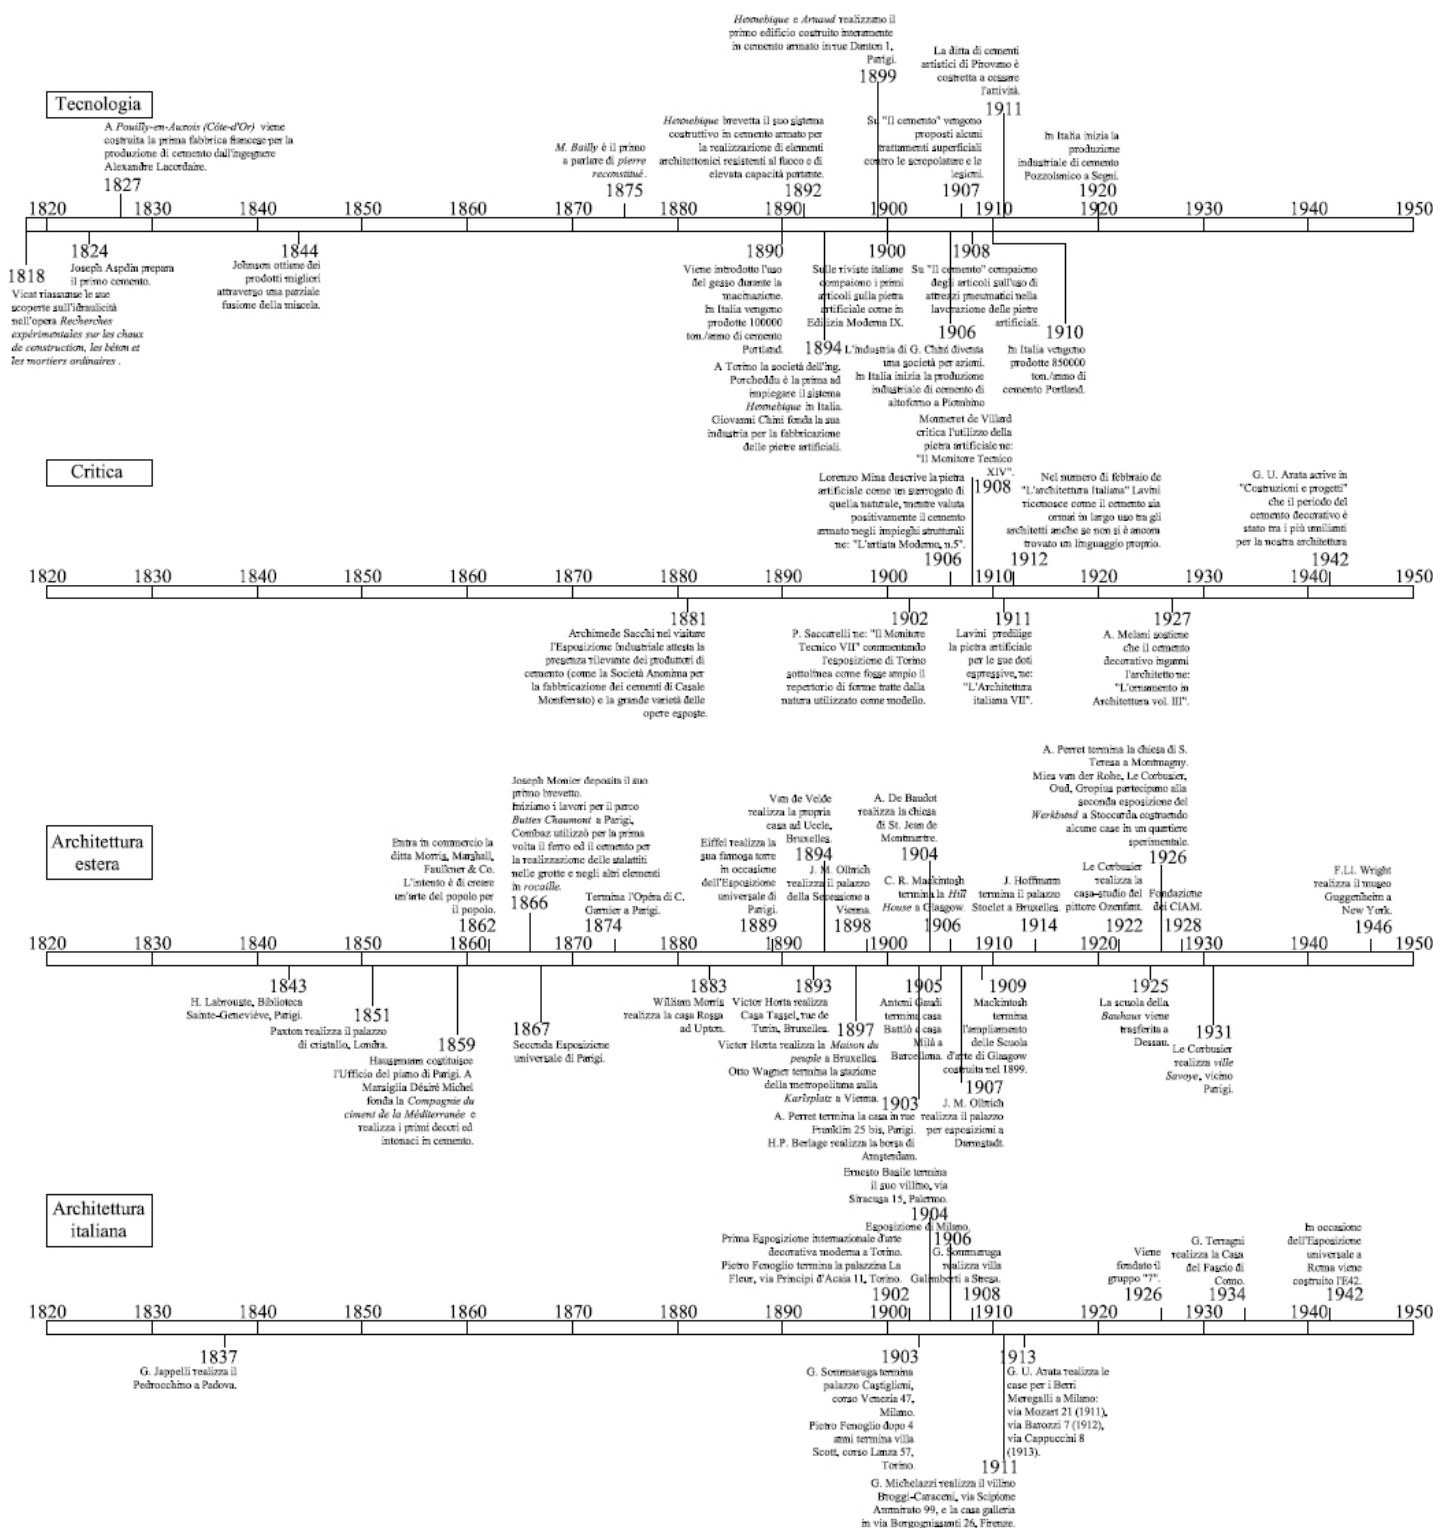 Tecnologia
Hennebique e Arnaud realizzano il
primo edificio costruito interamente
in cemento armato in rue Danton 1,
Parigi.
1899
La ditta di cementi
artistici di Pirovano è
costretta a cessare
l'attività.
1911
A Pouilly-en-Auxois (Côte-d'Or) viene
costruita la prima fabbrica francese per la
produzione di cemento dall'ingegnere
Alexandre Lacordaire.
1827
M. Bailly è il primo
a parlare di pierre
reconstitué.
1875
Hennebique brevetta il suo sistema
costruttivo in cemento armato per
la realizzazione di elementi
architettonici resistenti al fuoco e di
elevata capacità portante.
1892
Su "Il cemento" vengono
proposti alcuni
trattamenti superficiali
contro le screpolature e le
lesioni.
1907
In Italia inizia la
produzione
industriale di cemento
Pozzolanico a Segni.
1920
1820 1830 1840 1850 1860 1870 1880 1890 1900 1910 1920 1930 1940 1950
1818
Vicat riassunse le sue
scoperte sull'idraulicità
nell'opera Recherches
expérimentales sur les chaux
de construction, les béton et
les mortiers ordinaires .
1824
Joseph Aspdin prepara
il primo cemento.
1844
Johnson ottiene dei
prodotti migliori
attraverso una parziale
fusione della miscela.
1890
Viene introdotto l'uso
del gesso durante la
macinazione.
In Italia vengono
prodotte 100000
ton./anno di cemento
Portland.
1894
A Torino la società dell'ing.
Porcheddu è la prima ad
impiegare il sistema
Hennebique in Italia.
Giovanni Chini fonda la sua
industria per la fabbricazione
delle pietre artificiali.
1900
Sulle riviste italiane
compaiono i primi
articoli sulla pietra
artificiale come in
Edilizia Moderna IX.
1908
Su "Il cemento" compaiono
degli articoli sull'uso di
attrezzi pneumatici nella
lavorazione delle pietre
artificiali.
1906
L'industria di G. Chini diventa
una società per azioni.
In Italia inizia la produzione
industriale di cemento di
altoforno a Piombino
1910
In Italia vengono
prodotte 850000
ton./anno di
cemento Portland.
Critica
Lorenzo Mina descrive la pietra
artificiale come un surrogato di
quella naturale, mentre valuta
positivamente il cemento
armato negli impieghi strutturali
ne: "L'artista Moderno, n.5".
1906
Monneret de Villard
critica l'utilizzo della
pietra artificiale ne:
"Il Monitore Tecnico
XIV".
1908
Nel numero di febbraio de
"L'architettura Italiana" Lavini
riconosce come il cemento sia
ormai in largo uso tra gli
architetti anche se non si è ancora
trovato un linguaggio proprio.
1912
G. U. Arata scrive in
"Costruzioni e progetti"
che il periodo del
cemento decorativo è
stato tra i più umilianti
per la nostra architettura
1942
1820 1830 1840 1850 1860 1870 1880 1890 1900 1910 1920 1930 1940 1950
1881
Archimede Sacchi nel visitare
l'Esposizione Industriale attesta la
presenza rilevante dei produttori di
cemento (come la Società Anonima per
la fabbricazione dei cementi di Casale
Monferrato) e la grande varietà delle
opere esposte.
1902
P. Saccarelli ne: "Il Monitore
Tecnico VII" commentando
l'esposizione di Torino
sottolinea come fosse ampio il
repertorio di forme tratte dalla
natura utilizzato come modello.
1911
Lavini predilige
la pietra artificiale
per le sue doti
espressive, ne:
"L'Architettura
italiana VII".
1927
A. Melani sostiene
che il cemento
decorativo inganni
l'architetto ne:
"L'ornamento in
Architettura vol. III".
Architettura
estera
Entra in commercio la
ditta Morris, Marshall,
Faulkner & Co.
L'intento è di creare
un'arte del popolo per
il popolo.
1862
Joseph Monier deposita il suo
primo brevetto.
Iniziano i lavori per il parco
Buttes Chaumont a Parigi,
Combaz utilizzò per la prima
volta il ferro ed il cemento per
la realizzazione delle stalattiti
nelle grotte e negli altri elementi
in rocaille.
1866
Termina l'Opéra di C.
Garnier a Parigi.
1874
Eiffel realizza la
sua famosa torre
in occasione
dell'Esposizione
universale di
Parigi.
1889
Van de Velde
realizza la propria
casa ad Uccle,
Bruxelles.
1894
J. M. Olbrich
realizza il palazzo
della Secessione a
Vienna.
1898
A. De Baudot
realizza la chiesa
di St. Jean de
Montmartre.
1904
C. R. Mackintosh
termina la Hill
House a Glasgow.
1906
J. Hoffmann
termina il palazzo
Stoclet a Bruxelles.
1914
A. Perret termina la chiesa di S.
Teresa a Montmagny.
Mies van der Rohe, Le Corbusier,
Oud, Gropius partecipano alla
seconda esposizione del
Werkbund a Stoccarda costruendo
alcune case in un quartiere
sperimentale.
1926
Le Corbusier
realizza la
casa-studio del
pittore Ozenfant.
1922
Fondazione
dei CIAM.
1928
F.Ll. Wright
realizza il museo
Guggenheim a
New York.
1946
1820 1830 1840 1850 1860 1870 1880 1890 1900 1910 1920 1930 1940 1950
1843
H. Labrouste, Biblioteca
Sainte-Geneviève, Parigi.
1851
Paxton realizza il palazzo
di cristallo, Londra.
1859
Haussmann costituisce
l'Ufficio del piano di Parigi. A
Marsiglia Désiré Michel
fonda la Compagnie du
ciment de la Méditerranée e
realizza i primi decori ed
intonaci in cemento.
1867
Seconda Esposizione
universale di Parigi.
1883
William Morris
realizza la casa Rossa
ad Upton.
1893
Victor Horta realizza
Casa Tassel, rue de
Turin, Bruxelles.
1897
Victor Horta realizza la Maison du
peuple a Bruxelles.
Otto Wagner termina la stazione
della metropolitana sulla
Karlsplatz a Vienna.
1903
A. Perret termina la casa in rue
Franklin 25 bis, Parigi.
H.P. Berlage realizza la borsa di
Amsterdam.
1905
Antoni Gaudi
termina casa
Battlò e casa
Milà a
Barcellona.
1909
Mackintosh
termina
l'ampliamento
delle Scuola
d'arte di Glasgow
costruita nel 1899.
1907
J. M. Olbrich
realizza il palazzo
per esposizioni a
Darmstadt.
1925
La scuola della
Bauhaus viene
trasferita a
Dessau.
1931
Le Corbusier
realizza ville
Savoye, vicino
Parigi.
Architettura
italiana
Ernesto Basile termina
il suo villino, via
Siracusa 15, Palermo.
1904
Esposizione di Milano.
1906
Prima Esposizione internazionale d'arte
decorativa moderna a Torino.
Pietro Fenoglio termina la palazzina La
Fleur, via Principi d'Acaia 11, Torino.
1902
G. Sommaruga
realizza villa
Galimberti a Stresa.
1908
Viene
fondato il
gruppo "7".
1926
G. Terragni
realizza la Casa
del Fascio di
Como.
1934
In occasione
dell'Esposizione
universale a
Roma viene
costruito l'E42.
1942
1820 1830 1840 1850 1860 1870 1880 1890 1900 1910 1920 1930 1940 1950
1837
G. Jappelli realizza il
Pedrocchino a Padova.
1903
G. Sommaruga termina
palazzo Castiglioni,
corso Venezia 47,
Milano.
Pietro Fenoglio dopo 4
anni termina villa
Scott, corso Lanza 57,
Torino.
1913
G. U. Arata realizza le
case per i Berri
Meregalli a Milano:
via Mozart 21 (1911),
via Barozzi 7 (1912),
via Cappuccini 8
(1913).
1911
G. Michelazzi realizza il villino
Broggi-Caraceni, via Scipione
Ammirato 99, e la casa galleria
in via Borgognissanti 26, Firenze.